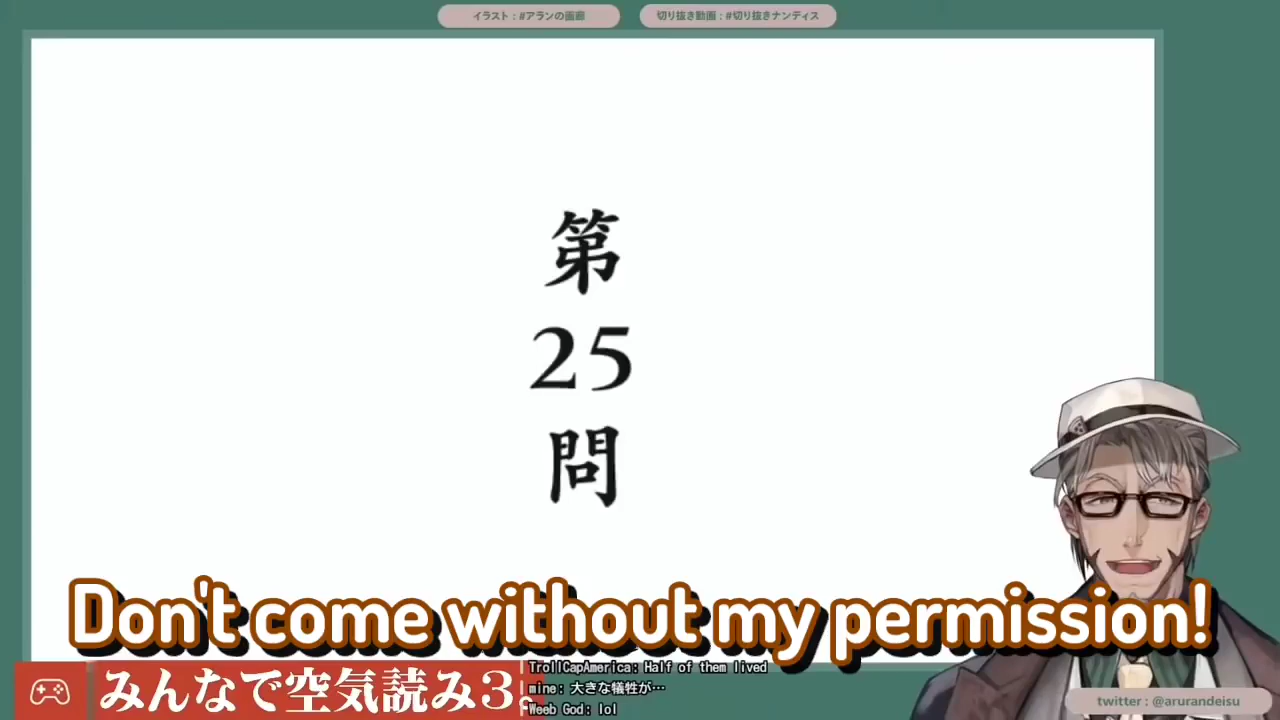 イラスト : #アランの画廊
切り抜き動画 : #切り抜きナンディス
第
25
問
Don't come without my permission!
みんなで空気読み3。
TrollCapAmerica: Half of them lived
mine: 大きな犠牲が…
Weeb God: lol
twitter : @arurandeisu